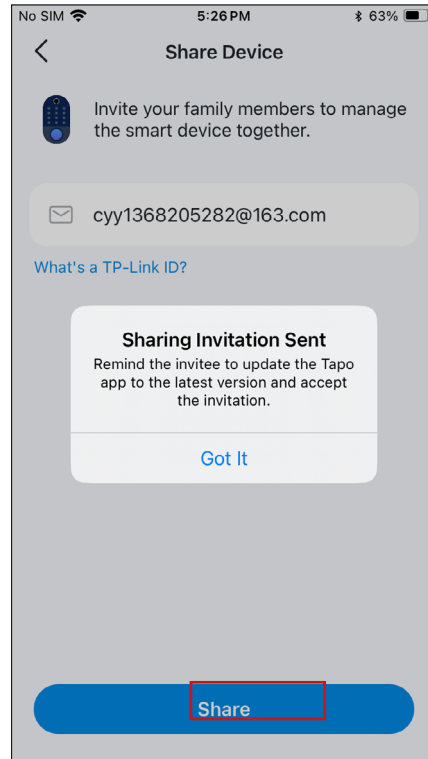 No SIM 5:26 PM 63%
Share Device
Invite your family members to manage
the smart device together.
cyy1368205282@163.com
What's a TP-Link ID?
Sharing Invitation Sent
Remind the invitee to update the Tapo
app to the latest version and accept
the invitation.
Got It
Share